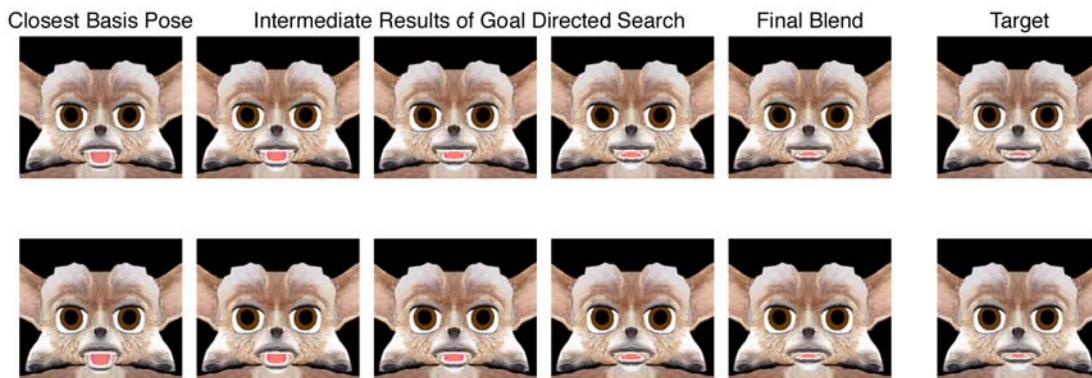 Closest Basis Pose Intermediate Results of Goal Directed Search Final Blend Target